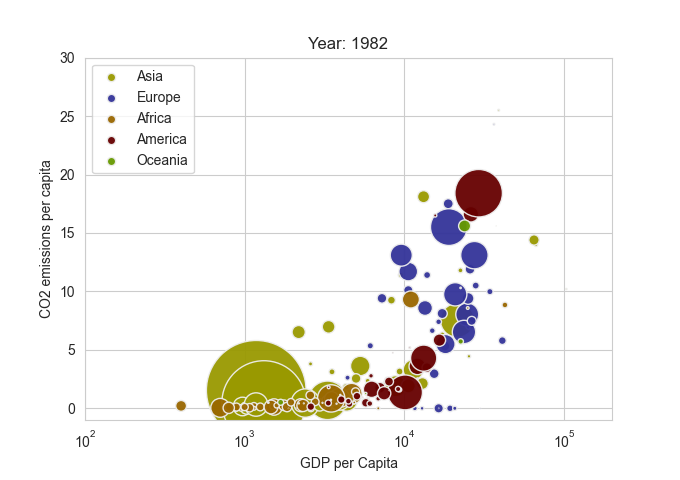 Year: 1982
30
25
20
15
10
5
0
CO2 emissions per capita
Asia
Europe
Africa
America
Oceania
10²
10³
10⁴
10⁵
GDP per Capita